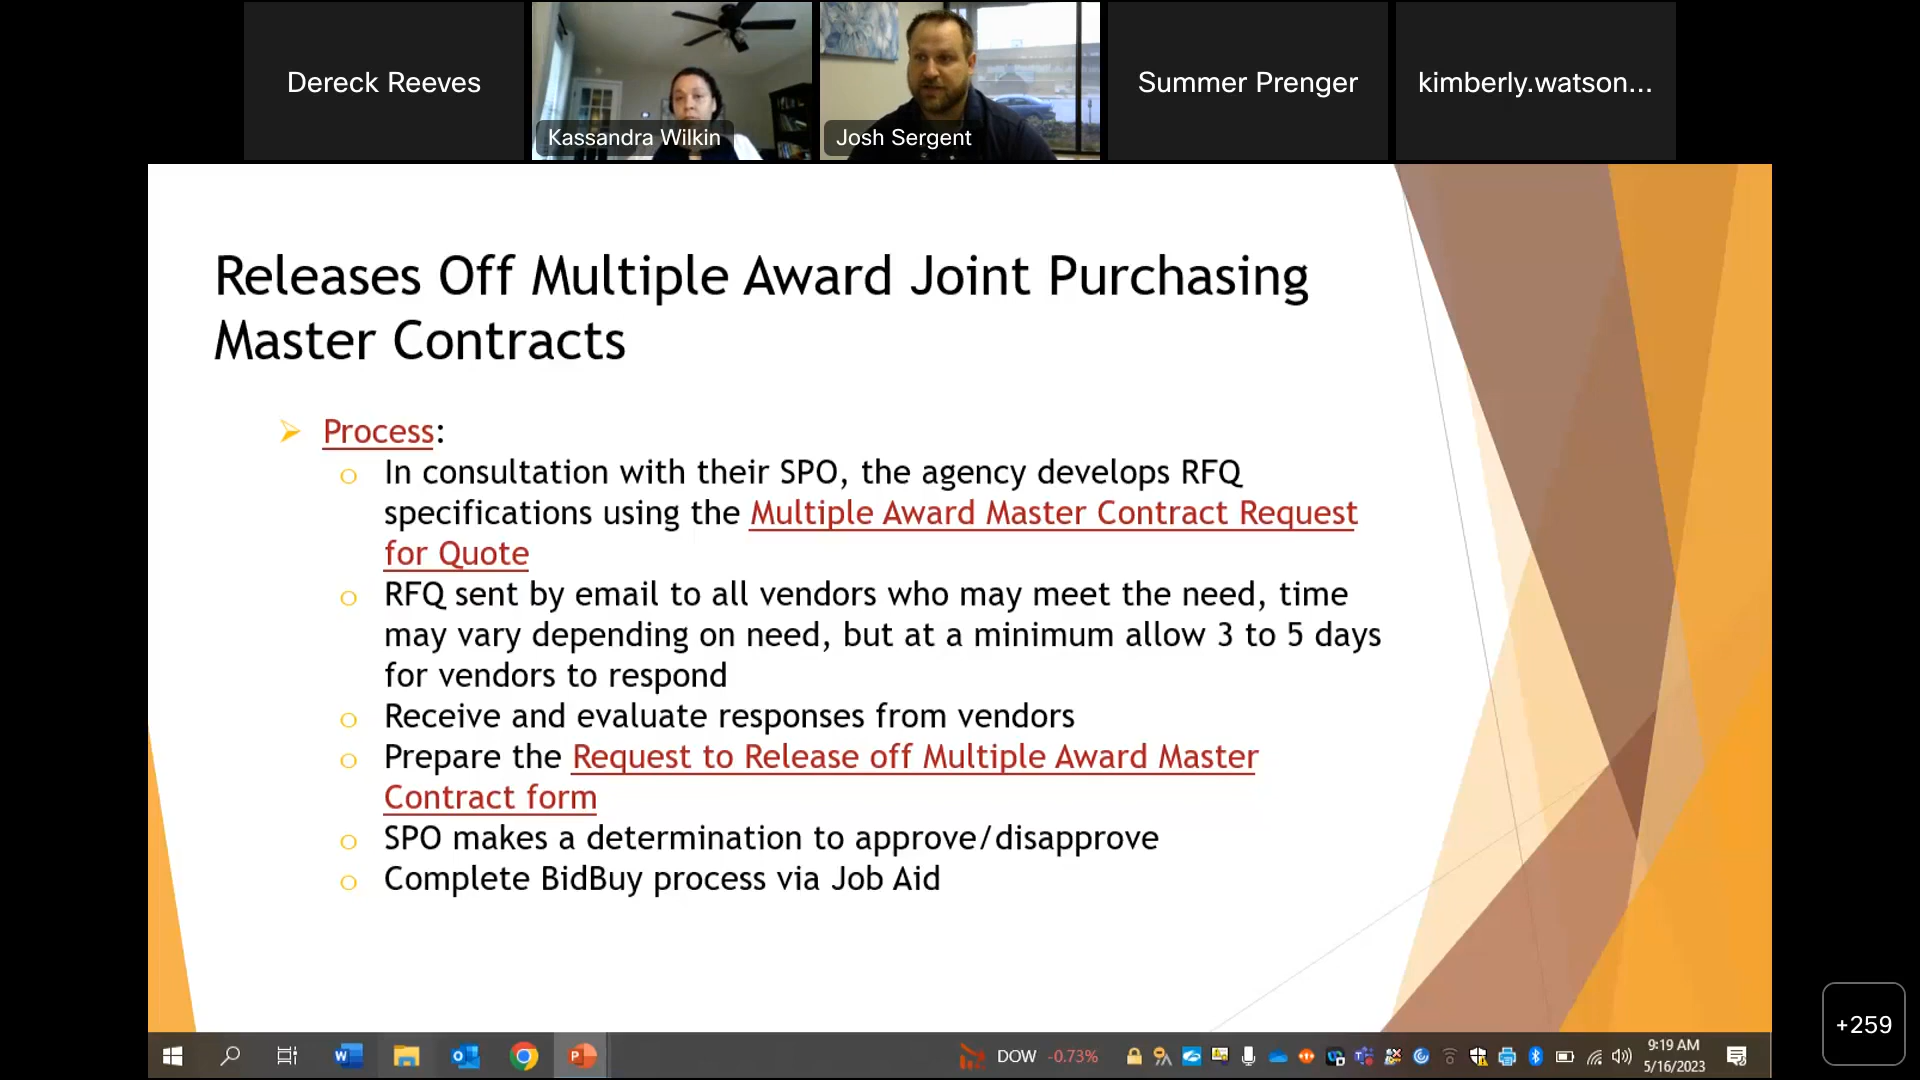 Dereck Reeves
Kassandra Wilkin
Josh Sergent
Summer Prenger
kimberly.watson...
Releases Off Multiple Award Joint Purchasing
Master Contracts
Process:
o In consultation with their SPO, the agency develops RFQ
specifications using the Multiple Award Master Contract Request
for Quote
o RFQ sent by email to all vendors who may meet the need, time
may vary depending on need, but at a minimum allow 3 to 5 days
for vendors to respond
o Receive and evaluate responses from vendors
o Prepare the Request to Release off Multiple Award Master
Contract form
o SPO makes a determination to approve/disapprove
o Complete BidBuy process via Job Aid
+259
DOW -0.73%
9:19 AM
5/16/2023